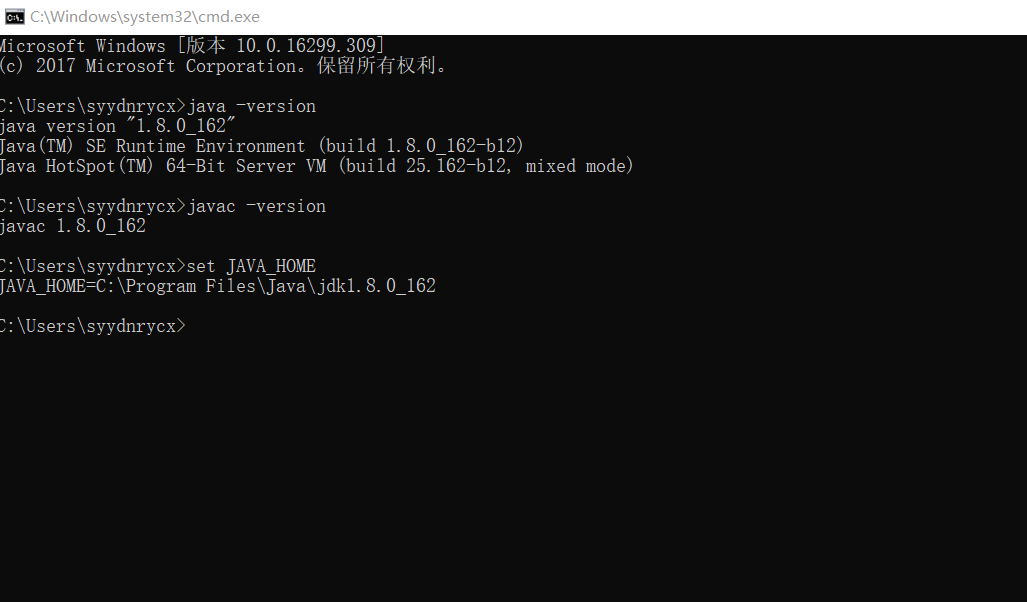 C:\Windows\system32\cmd.exe
Microsoft Windows [版本 10.0.16299.309]
(c) 2017 Microsoft Corporation。保留所有权利。
C:\Users\syydnrycx>java -version
java version "1.8.0_162"
Java(TM) SE Runtime Environment (build 1.8.0_162-b12)
Java HotSpot(TM) 64-Bit Server VM (build 25.162-b12, mixed mode)
C:\Users\syydnrycx>javac -version
javac 1.8.0_162
C:\Users\syydnrycx>set JAVA_HOME
JAVA_HOME=C:\Program Files\Java\jdk1.8.0_162
C:\Users\syydnrycx>